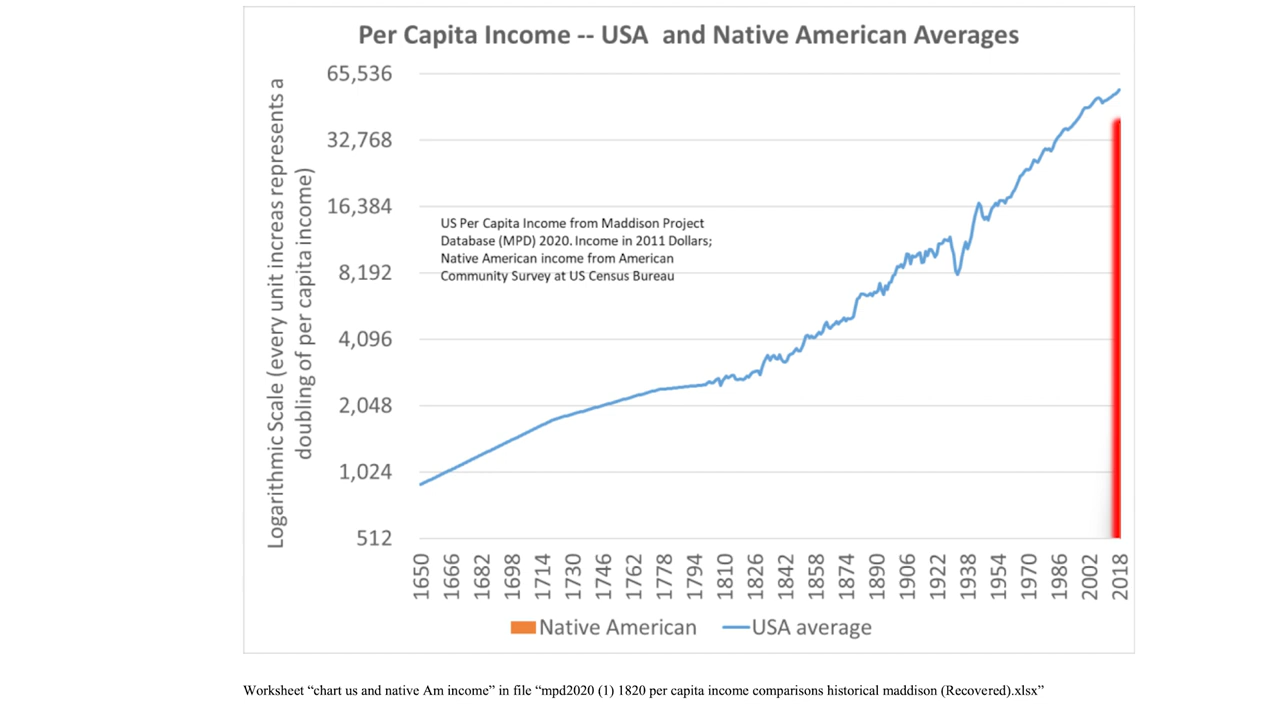 Per Capita Income -- USA and Native American Averages
Logarithmic Scale (every unit increas represents a
doubling of per capita income)
65,536
32,768
16,384
8,192
4,096
2,048
1,024
512
US Per Capita Income from Maddison Project
Database (MPD) 2020. Income in 2011 Dollars;
Native American income from American
Community Survey at US Census Bureau
1650 1666 1682 1698 1714 1730 1746 1762 1778 1794 1810 1826 1842 1858 1874 1890 1906 1922 1938 1954 1970 1986 2002 2018
Native American USA average
Worksheet “chart us and native Am income” in file “mpd2020 (1) 1820 per capita income comparisons historical maddison (Recovered).xlsx”